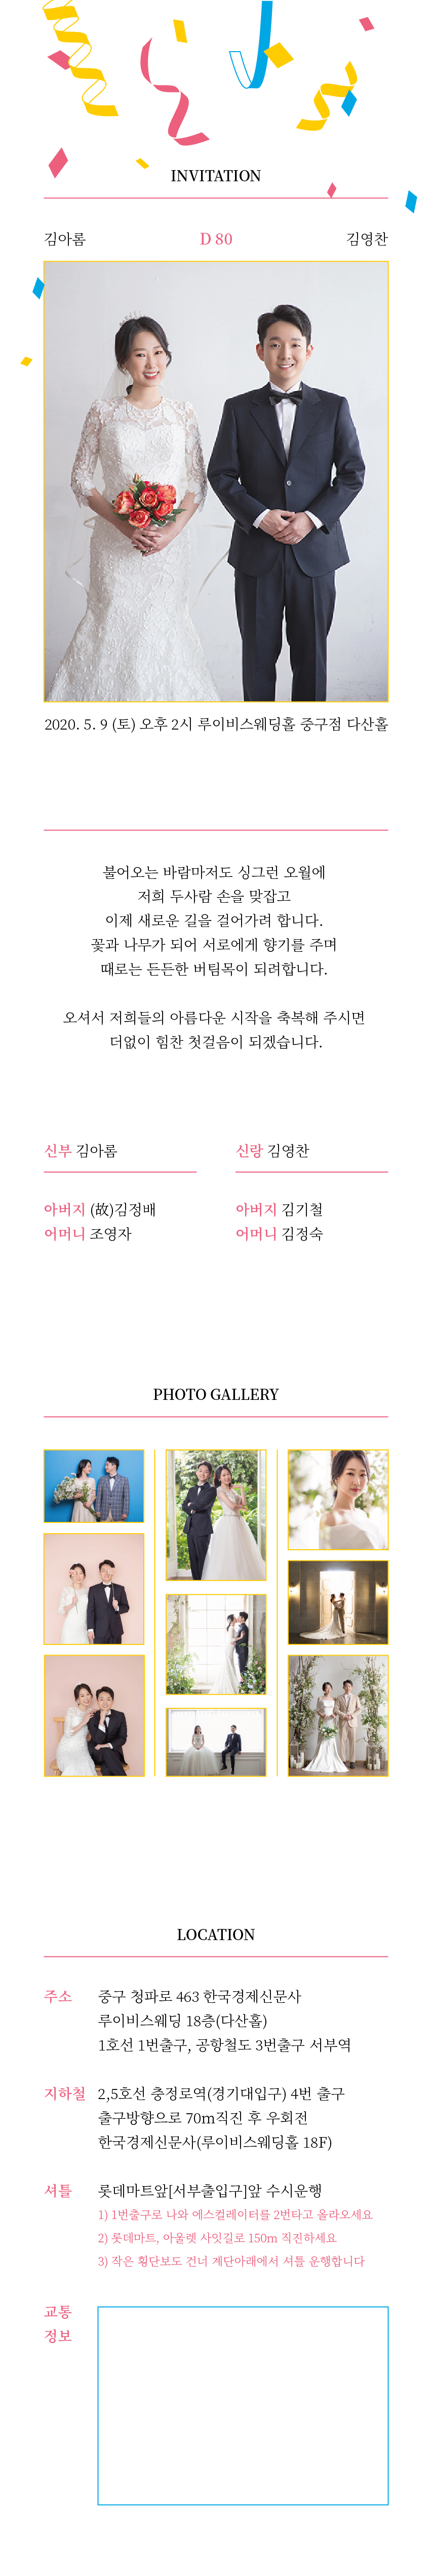 INVITATION
김아롬 D 80 김영찬
2020. 5. 9 (토) 오후 2시 루이비스웨딩홀 중구점 다산홀
불어오는 바람마저도 싱그런 오월에
저희 두사람 손을 맞잡고
이제 새로운 길을 걸어가려 합니다.
꽃과 나무가 되어 서로에게 향기를 주며
때로는 든든한 버팀목이 되려합니다.
오셔서 저희들의 아름다운 시작을 축복해 주시면
더없이 힘찬 첫걸음이 되겠습니다.
신부 김아롬
아버지 (故)김정배
어머니 조영자
신랑 김영찬
아버지 김기철
어머니 김정숙
PHOTO GALLERY
LOCATION
주소 중구 청파로 463 한국경제신문사
루이비스웨딩 18층(다산홀)
1호선 1번출구, 공항철도 3번출구 서부역
지하철 2,5호선 충정로역(경기대입구) 4번 출구
출구방향으로 70m직진 후 우회전
한국경제신문사(루이비스웨딩홀 18F)
셔틀 롯데마트앞[서부출입구]앞 수시운행
1) 1번출구로 나와 에스컬레이터를 2번타고 올라오세요
2) 롯데마트, 아울렛 사잇길로 150m 직진하세요
3) 작은 횡단보도 건너 계단아래에서 셔틀 운행합니다
교통
정보